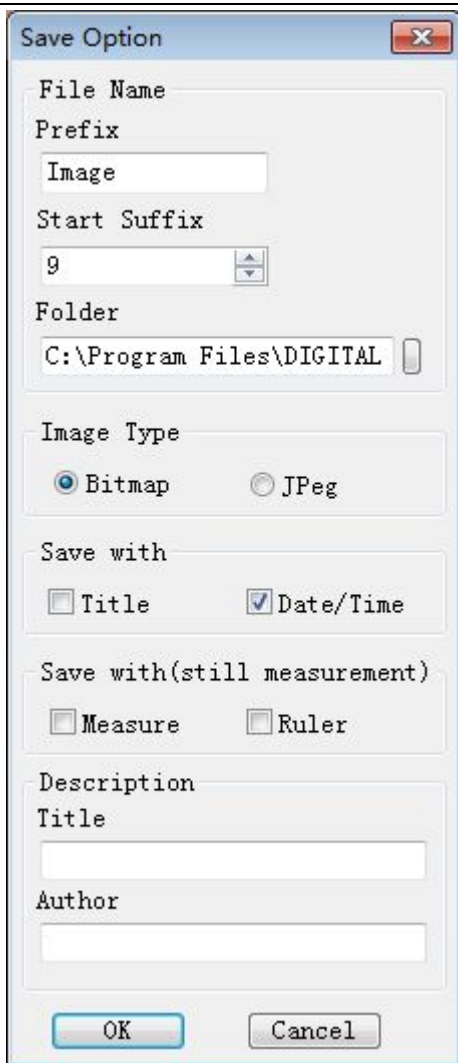 Save Option
File Name
Prefix
Image
Start Suffix
9
Folder
C:\Program Files\DIGITAL
Image Type
Bitmap JPeg
Save with
Title Date/Time
Save with(still measurement)
Measure Ruler
Description
Title
Author
OK Cancel